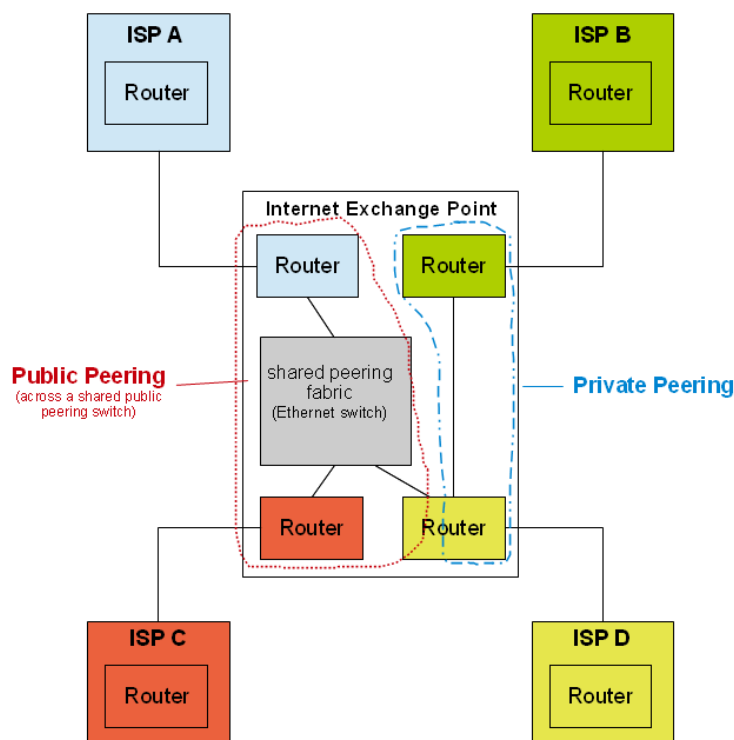 ISP A
Router
ISP B
Router
Internet Exchange Point
Router
Router
Public Peering
(across a shared public
peering switch)
shared peering
fabric
(Ethernet switch)
Private Peering
Router
Router
ISP C
Router
ISP D
Router